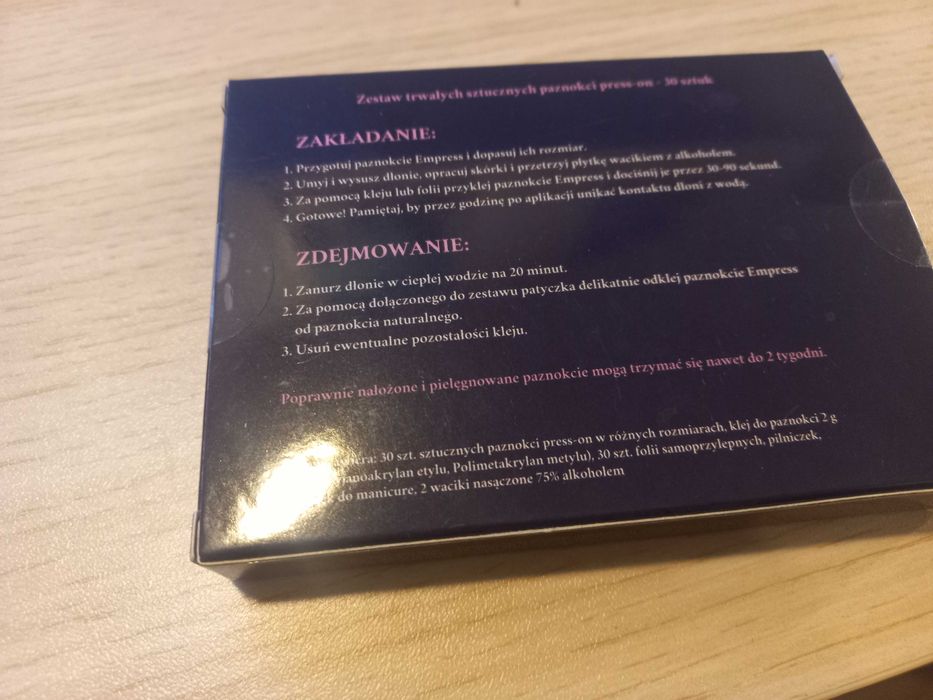 Zestaw trwałych sztucznych paznokci press-on - 30 sztuk
ZAKŁADANIE:
1. Przygotuj paznokcie Empress i dopasuj ich rozmiar.
2. Umyj i wysusz dłonie, opracuj skórki i przetrzyj płytkę wacikiem z alkoholem.
3. Za pomocą kleju lub folii przyklej paznokcie Empress i dociśnij je przez 30-90 sekund.
4. Gotowe! Pamiętaj, by przez godzinę po aplikacji unikać kontaktu dłoni z wodą.
ZDEJMOWANIE:
1. Zanurz dłonie w ciepłej wodzie na 20 minut.
2. Za pomocą dołączonego do zestawu patyczka delikatnie odklej paznokcie Empress
od paznokcia naturalnego.
3. Usuń ewentualne pozostałości kleju.
Poprawnie nałożone i pielęgnowane paznokcie mogą trzymać się nawet do 2 tygodni.
30 szt. sztucznych paznokci press-on w różnych rozmiarach, klej do paznokci 2 g
etylu, Polimetakrylan metylu), 30 szt. folii samoprzylepnych, pilniczek,
do manicure, 2 waciki nasączone 75% alkoholem